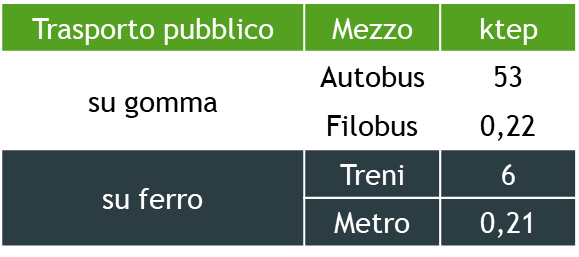 Trasporto pubblico Mezzo ktep
su gomma
Autobus 53
Filobus 0,22
su ferro
Treni 6
Metro 0,21